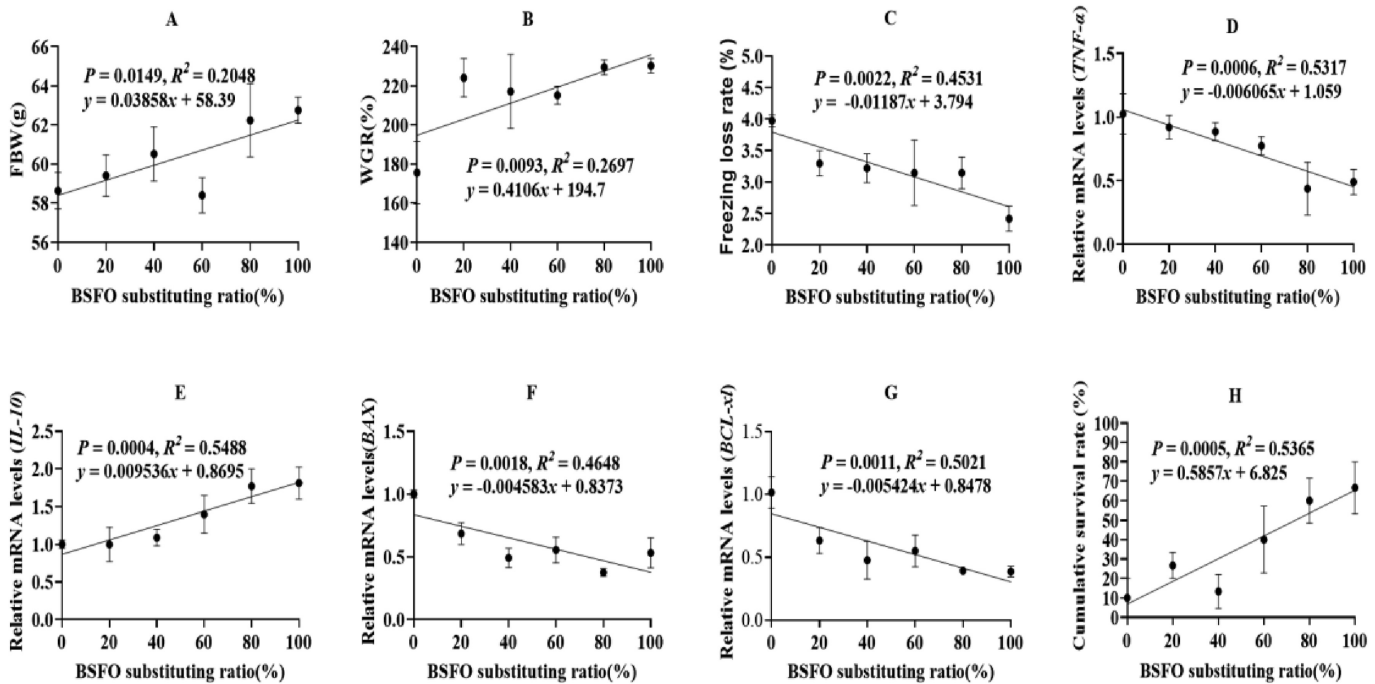 A
FBW(g)
66
64
62
60
58
56
P = 0.0149, R² = 0.2048
y = 0.03858x + 58.39
0 20 40 60 80 100
BSFO substituting ratio(%)
B
WGR(%)
240
220
200
180
160
140
P = 0.0093, R² = 0.2697
y = 0.4106x + 194.7
0 20 40 60 80 100
BSFO substituting ratio(%)
C
Freezing loss rate (%)
5.0
4.5
4.0
3.5
3.0
2.5
2.0
P = 0.0022, R² = 0.4531
y = -0.01187x + 3.794
0 20 40 60 80 100
BSFO substituting ratio(%)
D
Relative mRNA levels (TNF-α)
1.5
1.0
0.5
0.0
P = 0.0006, R² = 0.5317
y = -0.006065x + 1.059
0 20 40 60 80 100
BSFO substituting ratio(%)
E
Relative mRNA levels (IL-10)
2.5
2.0
1.5
1.0
0.5
0.0
P = 0.0004, R² = 0.5488
y = 0.009536x + 0.8695
0 20 40 60 80 100
BSFO substituting ratio(%)
F
Relative mRNA levels(BAX)
1.5
1.0
0.5
0.0
P = 0.0018, R² = 0.4648
y = -0.004583x + 0.8373
0 20 40 60 80 100
BSFO substituting ratio(%)
G
Relative mRNA levels (BCL-xl)
1.5
1.0
0.5
0.0
P = 0.0011, R² = 0.5021
y = -0.005424x + 0.8478
0 20 40 60 80 100
BSFO substituting ratio(%)
H
Cumulative survival rate (%)
100
90
80
70
60
50
40
30
20
10
0
P = 0.0005, R² = 0.5365
y = 0.5857x + 6.825
0 20 40 60 80 100
BSFO substituting ratio(%)